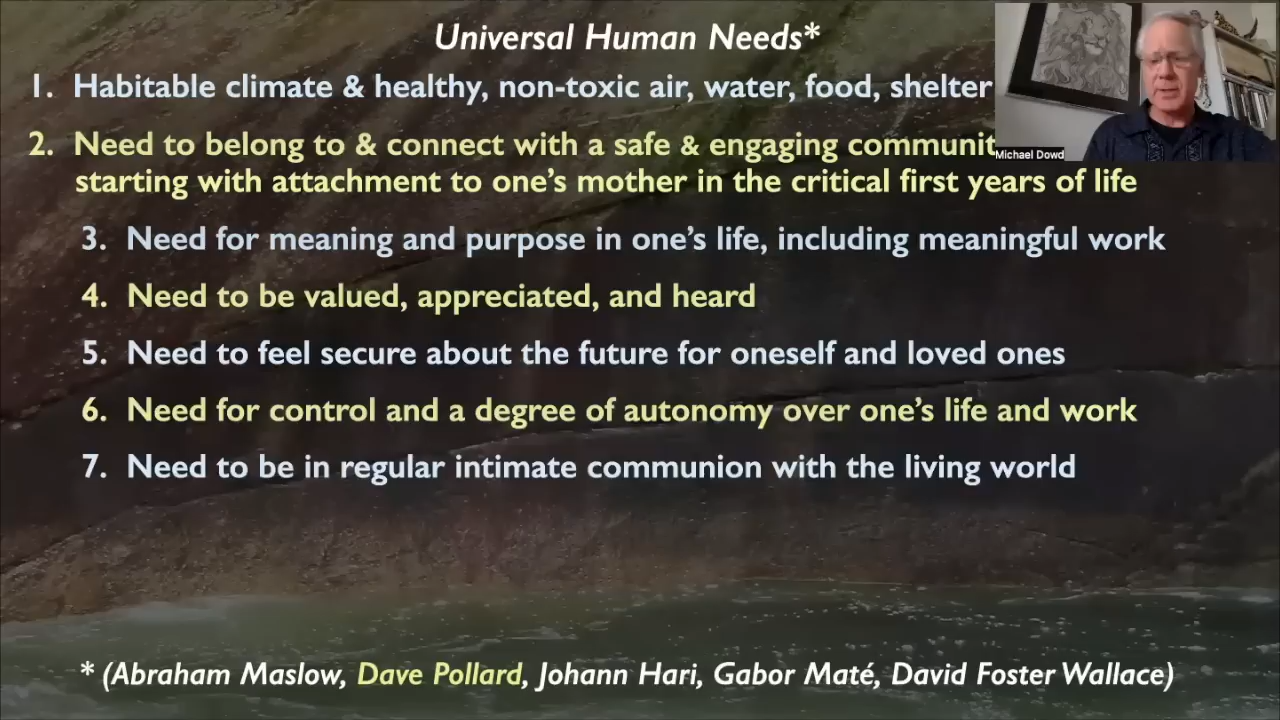 Universal Human Needs*
1. Habitable climate & healthy, non-toxic air, water, food, shelter
2. Need to belong to & connect with a safe & engaging communit
starting with attachment to one's mother in the critical first years of life
Michael Dowd
3. Need for meaning and purpose in one's life, including meaningful work
4. Need to be valued, appreciated, and heard
5. Need to feel secure about the future for oneself and loved ones
6. Need for control and a degree of autonomy over one's life and work
7. Need to be in regular intimate communion with the living world
* (Abraham Maslow, Dave Pollard, Johann Hari, Gabor Maté, David Foster Wallace)